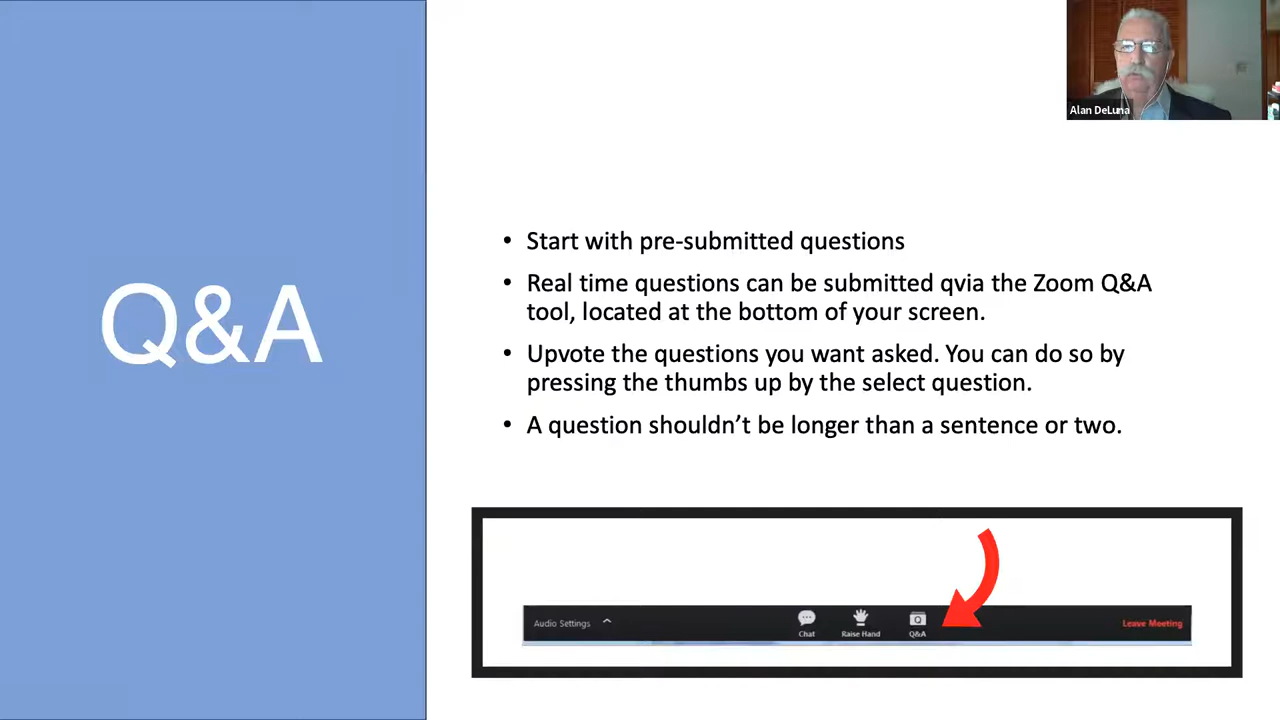 Alan DeLuna
Q&A
• Start with pre-submitted questions
• Real time questions can be submitted qvia the Zoom Q&A
tool, located at the bottom of your screen.
• Upvote the questions you want asked. You can do so by
pressing the thumbs up by the select question.
• A question shouldn’t be longer than a sentence or two.
Audio Settings
Chat
Raise Hand
Q
Q&A
Leave Meeting